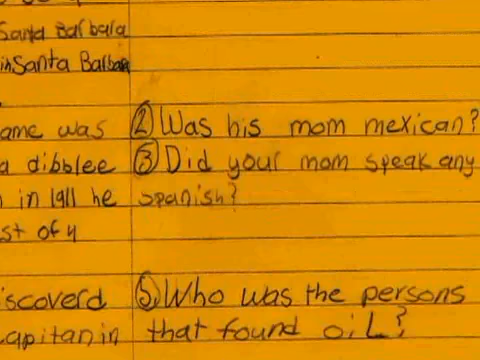 Santa Barbara
in Santa Barbara
ame was
a dibblee
in 1911 he
st of 4
iscoverd
capitan in
② Was his mom mexican?
③ Did your mom speak any
spanish?
⑤ Who was the persons
that found oiL?